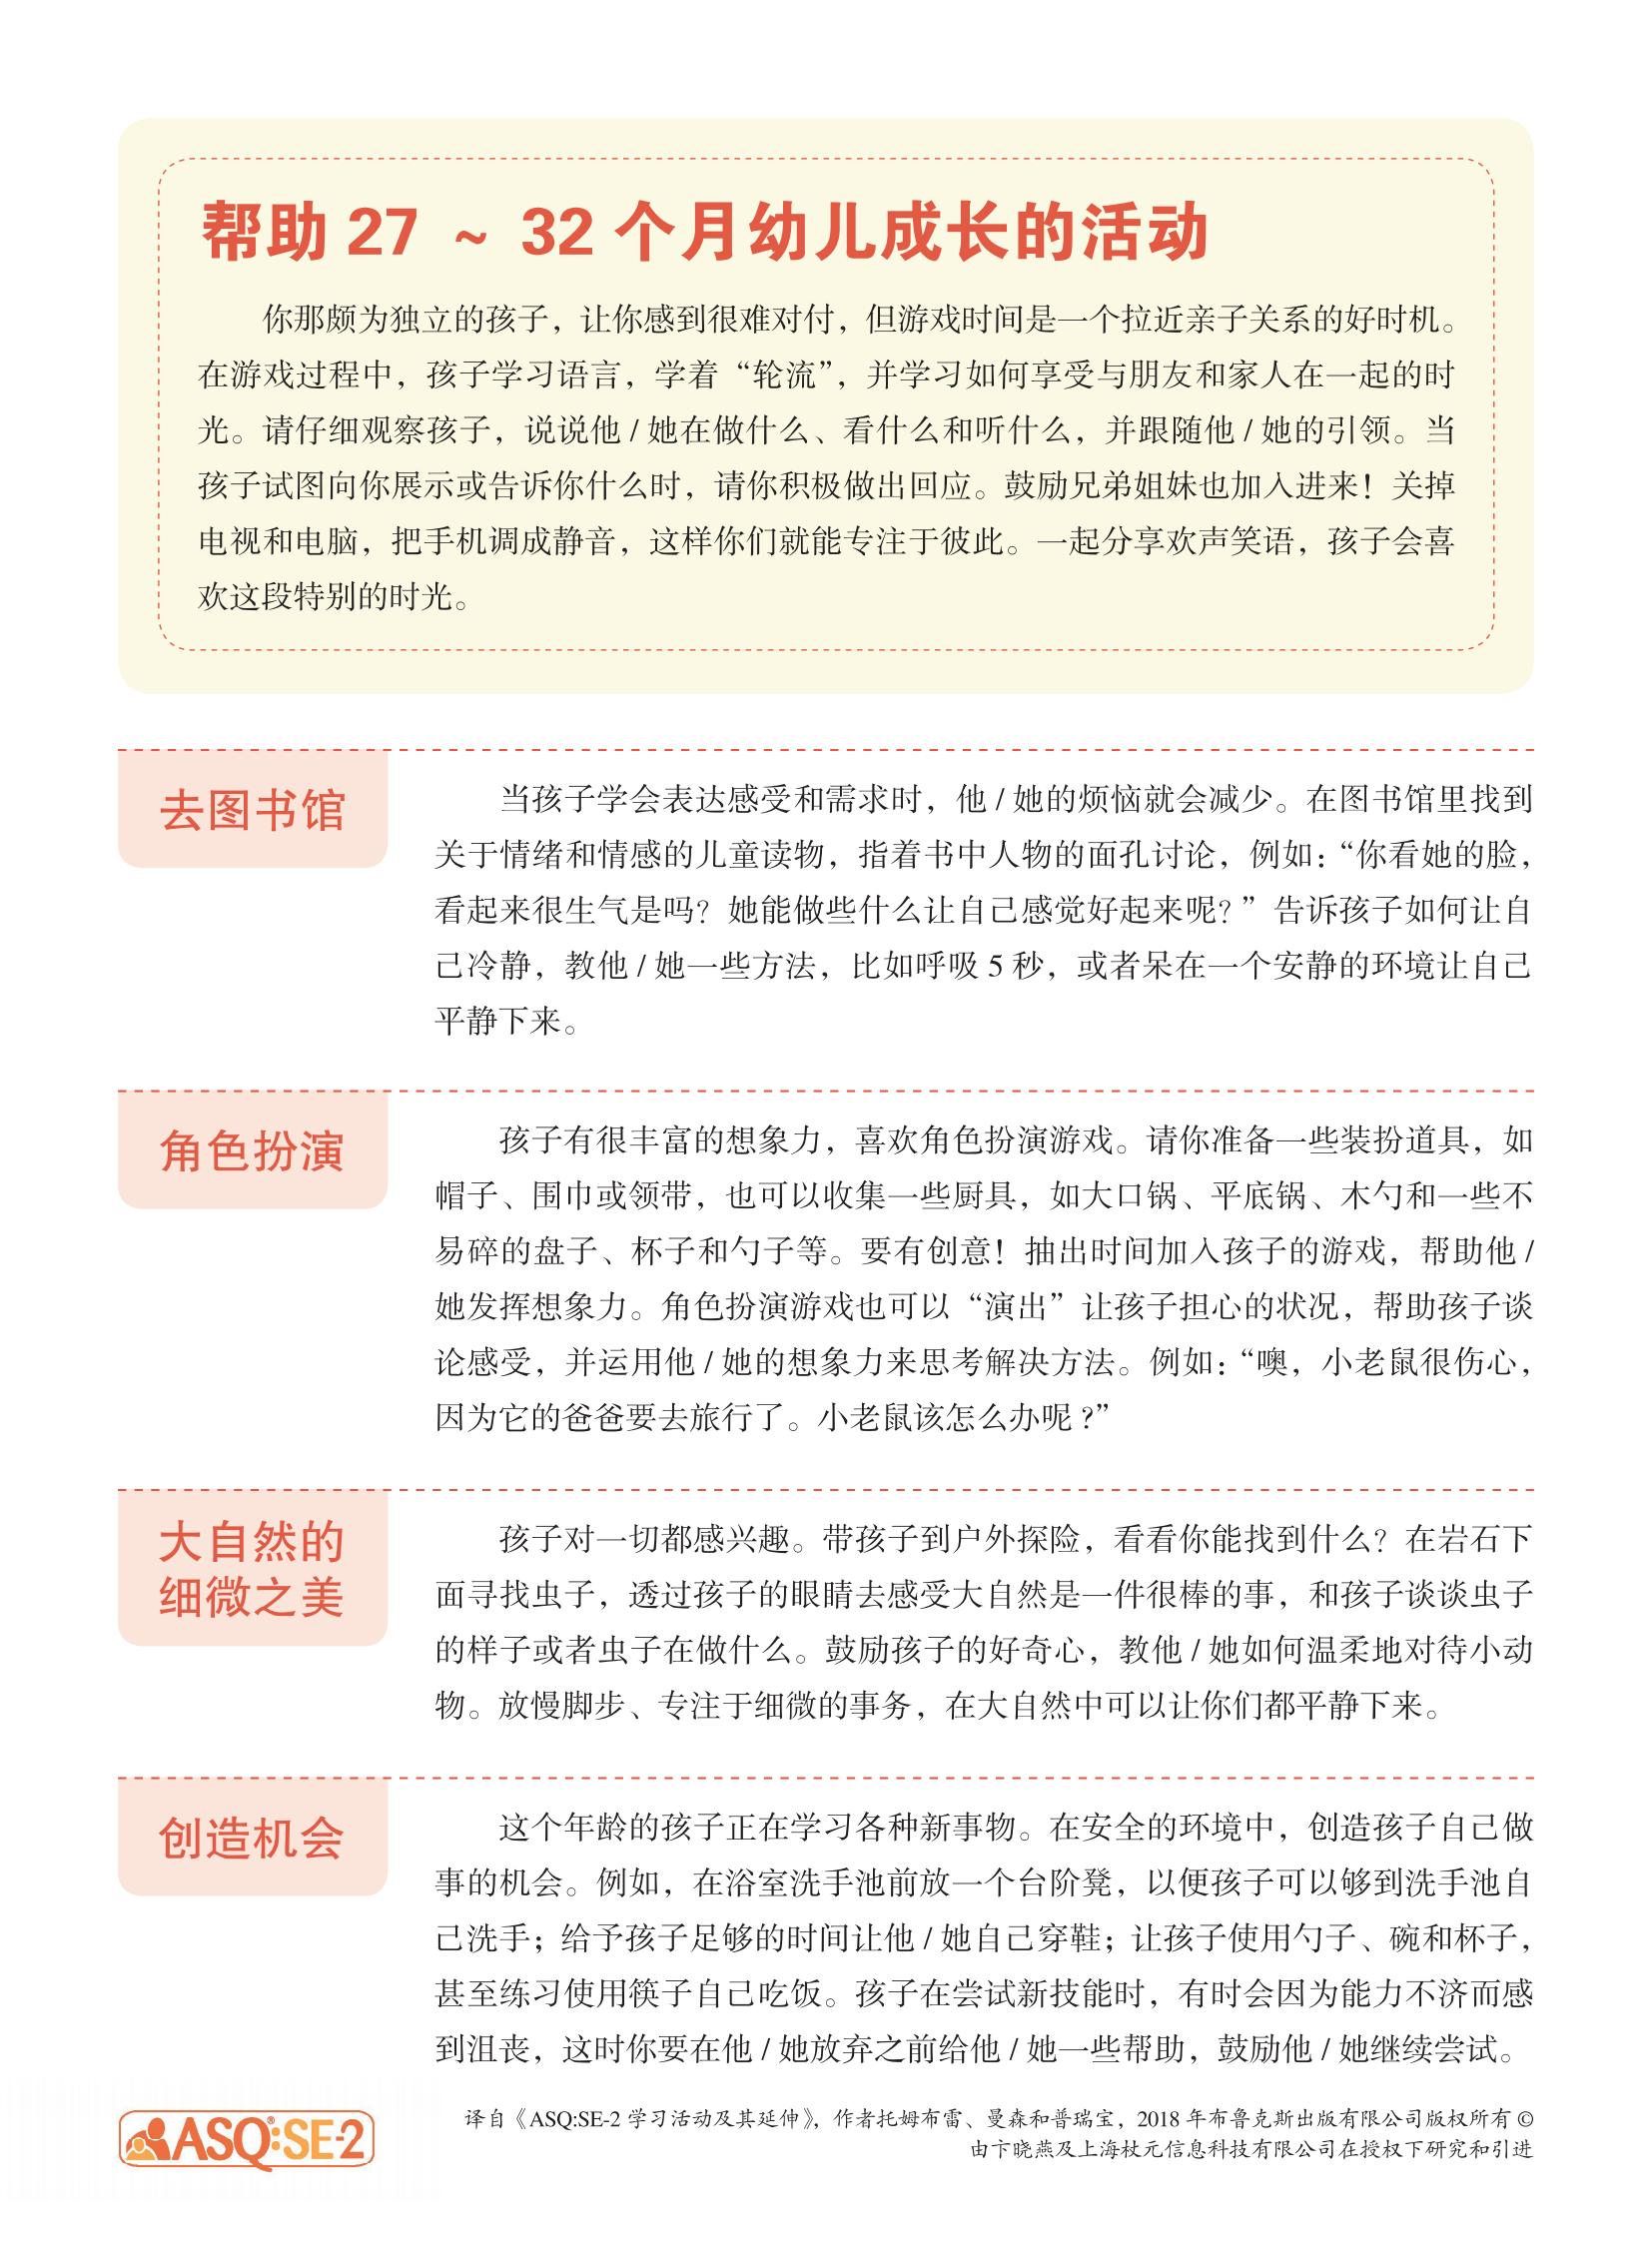 帮助 27 ~ 32 个月幼儿成长的活动
你那颇为独立的孩子，让你感到很难对付，但游戏时间是一个拉近亲子关系的好时机。
在游戏过程中，孩子学习语言，学着“轮流”，并学习如何享受与朋友和家人在一起的时
光。请仔细观察孩子，说说他 / 她在做什么、看什么和听什么，并跟随他 / 她的引领。当
孩子试图向你展示或告诉你什么时，请你积极做出回应。鼓励兄弟姐妹也加入进来！关掉
电视和电脑，把手机调成静音，这样你们就能专注于彼此。一起分享欢声笑语，孩子会喜
欢这段特别的时光。
去图书馆
当孩子学会表达感受和需求时，他 / 她的烦恼就会减少。在图书馆里找到
关于情绪和情感的儿童读物，指着书中人物的面孔讨论，例如：“你看她的脸，
看起来很生气是吗？她能做些什么让自己感觉好起来呢？”告诉孩子如何让自
己冷静，教他 / 她一些方法，比如呼吸 5 秒，或者呆在一个安静的环境让自己
平静下来。
角色扮演
孩子有很丰富的想象力，喜欢角色扮演游戏。请你准备一些装扮道具，如
帽子、围巾或领带，也可以收集一些厨具，如大口锅、平底锅、木勺和一些不
易碎的盘子、杯子和勺子等。要有创意！抽出时间加入孩子的游戏，帮助他 /
她发挥想象力。角色扮演游戏也可以“演出”让孩子担心的状况，帮助孩子谈
论感受，并运用他 / 她的想象力来思考解决方法。例如：“噢，小老鼠很伤心，
因为它的爸爸要去旅行了。小老鼠该怎么办呢 ?”
大自然的
细微之美
孩子对一切都感兴趣。带孩子到户外探险，看看你能找到什么？在岩石下
面寻找虫子，透过孩子的眼睛去感受大自然是一件很棒的事，和孩子谈谈虫子
的样子或者虫子在做什么。鼓励孩子的好奇心，教他 / 她如何温柔地对待小动
物。放慢脚步、专注于细微的事务，在大自然中可以让你们都平静下来。
创造机会
这个年龄的孩子正在学习各种新事物。在安全的环境中，创造孩子自己做
事的机会。例如，在浴室洗手池前放一个台阶凳，以便孩子可以够到洗手池自
己洗手；给予孩子足够的时间让他 / 她自己穿鞋；让孩子使用勺子、碗和杯子，
甚至练习使用筷子自己吃饭。孩子在尝试新技能时，有时会因为能力不济而感
到沮丧，这时你要在他 / 她放弃之前给他 / 她一些帮助，鼓励他 / 她继续尝试。
ASQ®:SE-2
译自《ASQ:SE-2 学习活动及其延伸》，作者托姆布雷、曼森和普瑞宝，2018 年布鲁克斯出版有限公司版权所有 ©
由卞晓燕及上海杖元信息科技有限公司在授权下研究和引进